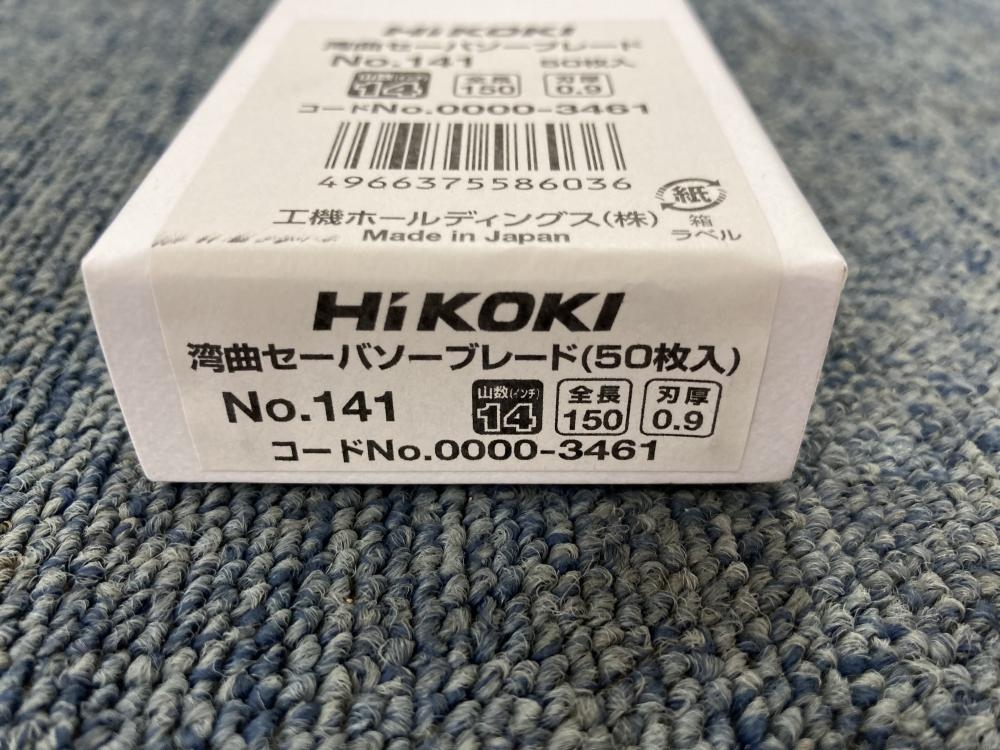 HiKOKI
湾曲セーバソーブレード
No.141 50枚入
山数(インチ) 14 全長 150 刃厚 0.9
コードNo.0000-3461
4966375586036
工機ホールディングス(株)
Made in Japan
紙
箱
ラベル
HiKOKI
湾曲セーバソーブレード(50枚入)
No.141 山数(インチ) 14 全長 150 刃厚 0.9
コードNo.0000-3461